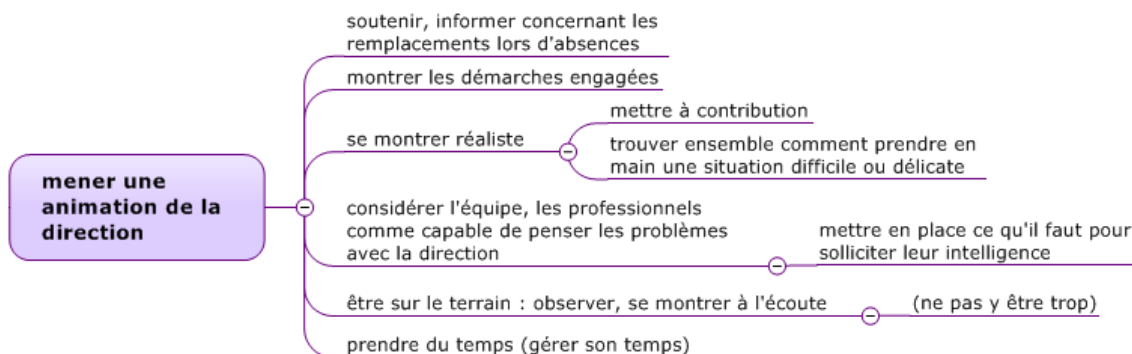 mener une
animation de la
direction
soutenir, informer concernant les
remplacements lors d'absences
montrer les démarches engagées
se montrer réaliste
mettre à contribution
trouver ensemble comment prendre en
main une situation difficile ou délicate
considérer l'équipe, les professionnels
comme capable de penser les problèmes
avec la direction
mettre en place ce qu'il faut pour
solliciter leur intelligence
être sur le terrain : observer, se montrer à l'écoute
(ne pas y être trop)
prendre du temps (gérer son temps)